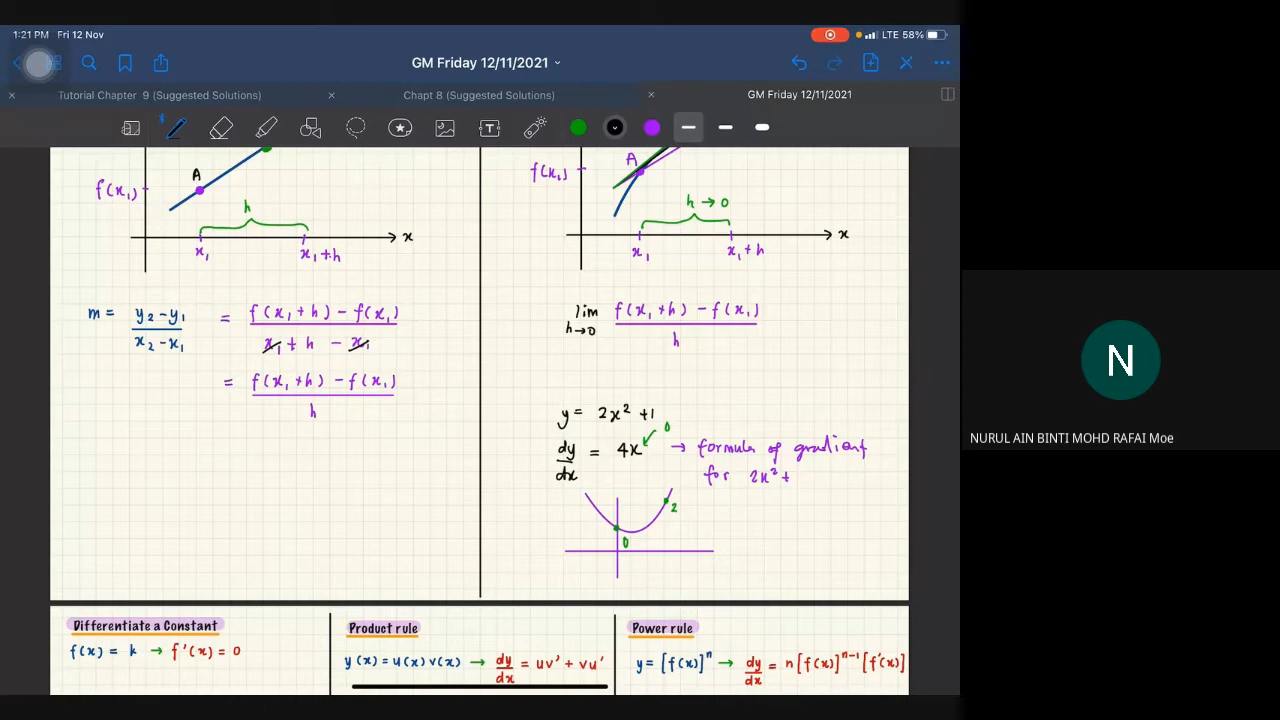 1:21 PM Fri 12 Nov
LTE 58%
GM Friday 12/11/2021
Tutorial Chapter 9 (Suggested Solutions)
Chapt 8 (Suggested Solutions)
GM Friday 12/11/2021
A
f(x₁)
h
x
x₁
x₁+h
A
f(x₁)
h → 0
x
x₁
x₁+h
m = (y₂-y₁)/(x₂-x₁) = (f(x₁+h) - f(x₁))/(x₁ + h - x₁)
= (f(x₁+h) - f(x₁))/h
lim h→0 (f(x₁+h) - f(x₁))/h
y = 2x² + 1
0
dy/dx = 4x → formula of gradient
for 2x² +
2
0
Differentiate a Constant
f(x) = k → f'(x) = 0
Product rule
y(x) = u(x) v(x) → dy/dx = uv' + vu'
Power rule
y = [f(x)]ⁿ → dy/dx = n[f(x)]ⁿ⁻¹ [f'(x)]
N
NURUL AIN BINTI MOHD RAFAI Moe